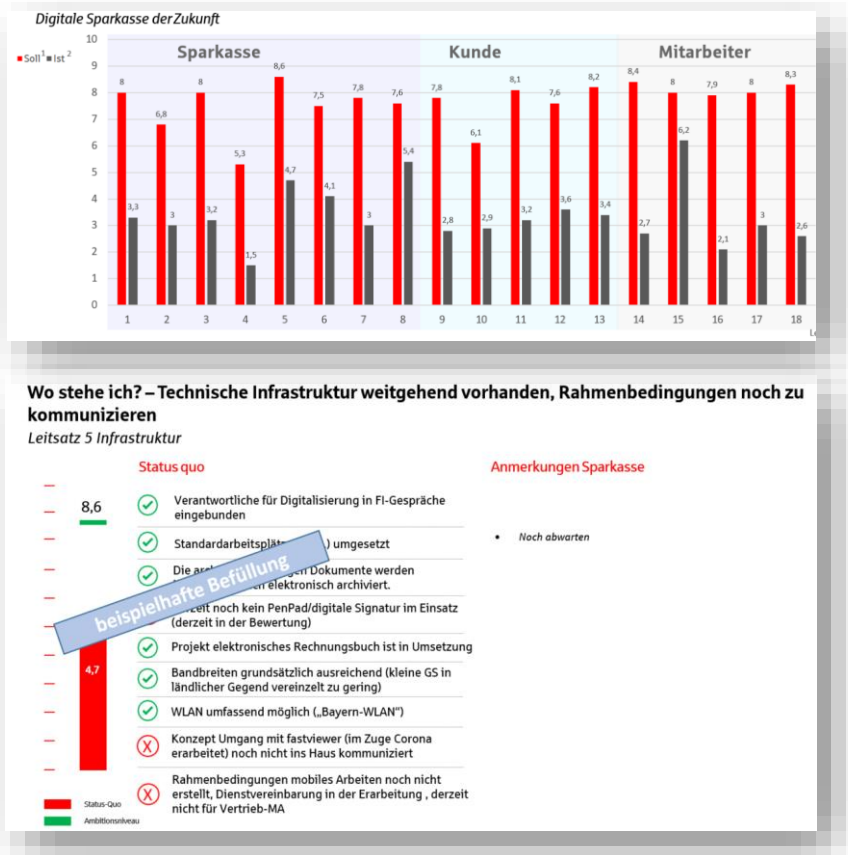 Digitale Sparkasse der Zukunft
Soll¹ Ist ²
Sparkasse Kunde Mitarbeiter
10
9
8
7
6
5
4
3
2
1
0
8 3,3 6,8 3 8 3,2 5,3 1,5 8,6 4,7 7,5 4,1 7,8 3 7,6 5,4 7,8 2,8 6,1 2,9 8,1 3,2 7,6 3,6 8,2 3,4 8,4 2,7 8 6,2 7,9 2,1 8 3 8,3 2,6
1 2 3 4 5 6 7 8 9 10 11 12 13 14 15 16 17 18
Wo stehe ich? – Technische Infrastruktur weitgehend vorhanden, Rahmenbedingungen noch zu
kommunizieren
Leitsatz 5 Infrastruktur
Status quo
Anmerkungen Sparkasse
8,6
4,7
Verantwortliche für Digitalisierung in FI-Gespräche
eingebunden
) umgesetzt
Die Dokumente werden
elektronisch archiviert.
noch kein PenPad/digitale Signatur im Einsatz
(derzeit in der Bewertung)
Projekt elektronisches Rechnungsbuch ist in Umsetzung
Bandbreiten grundsätzlich ausreichend (kleine GS in
ländlicher Gegend vereinzelt zu gering)
WLAN umfassend möglich („Bayern-WLAN“)
Konzept Umgang mit fastviewer (im Zuge Corona
erarbeitet) noch nicht ins Haus kommuniziert
Rahmenbedingungen mobiles Arbeiten noch nicht
erstellt, Dienstvereinbarung in der Erarbeitung , derzeit
nicht für Vertrieb-MA
beispielhafte Befüllung
• Noch abwarten
Status-Quo
Ambitionsniveau